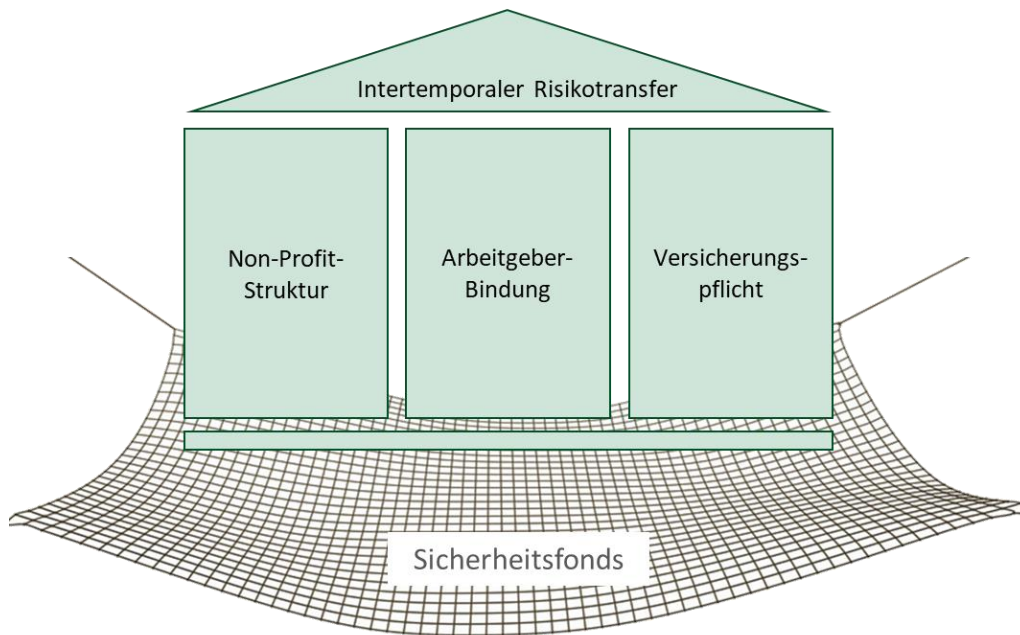 Intertemporaler Risikotransfer
Non-Profit-
Struktur
Arbeitgeber-
Bindung
Versicherungs-
pflicht
Sicherheitsfonds